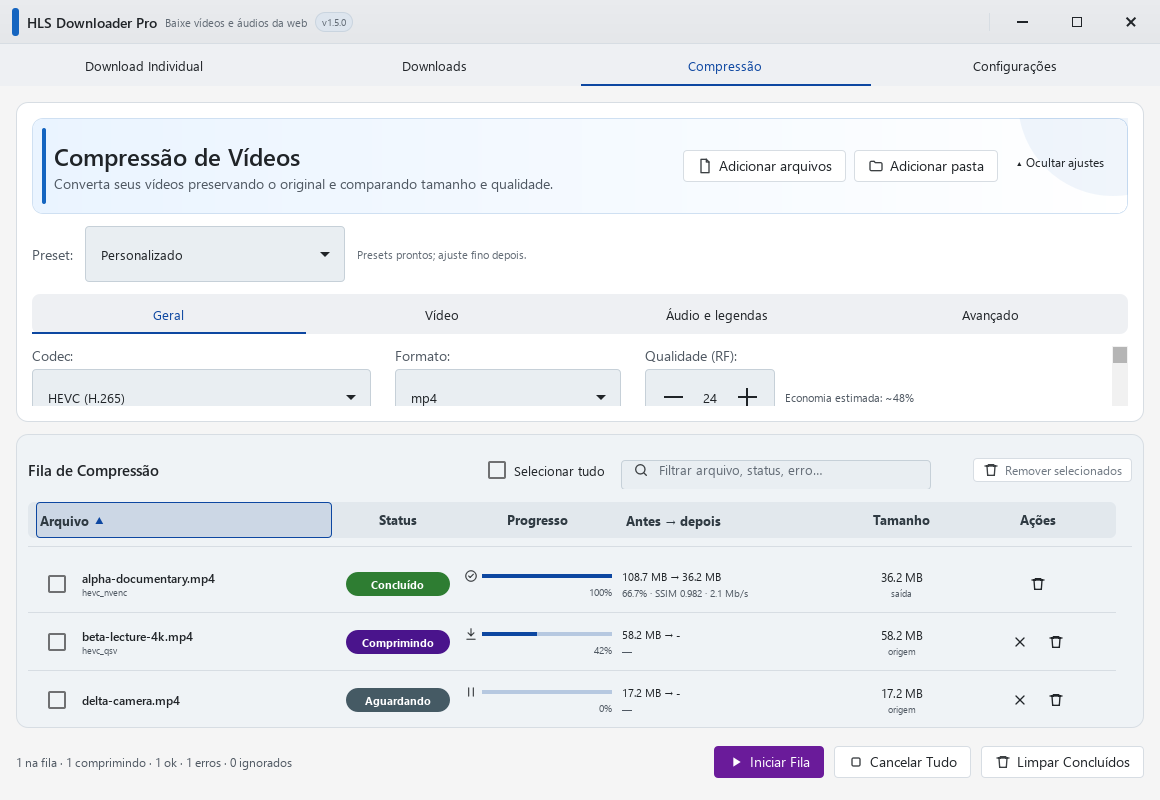 HLS Downloader Pro Baixe vídeos e áudios da web v1.5.0
Download Individual Downloads Compressão Configurações
Compressão de Vídeos
Converta seus vídeos preservando o original e comparando tamanho e qualidade.
Adicionar arquivos Adicionar pasta ▴ Ocultar ajustes
Preset: Personalizado Presets prontos; ajuste fino depois.
Geral Vídeo Áudio e legendas Avançado
Codec: Formato: Qualidade (RF):
HEVC (H.265) mp4 24 Economia estimada: ~48%
Fila de Compressão Selecionar tudo Filtrar arquivo, status, erro... Remover selecionados
Arquivo ▲ Status Progresso Antes → depois Tamanho Ações
alpha-documentary.mp4 Concluído 108.7 MB → 36.2 MB 36.2 MB
hevc_nvenc 100% 66.7% · SSIM 0.982 · 2.1 Mb/s saída
beta-lecture-4k.mp4 Comprimindo 58.2 MB → - 58.2 MB
hevc_qsv 42% — origem
delta-camera.mp4 Aguardando 17.2 MB → - 17.2 MB
0% — origem
1 na fila · 1 comprimindo · 1 ok · 1 erros · 0 ignorados Iniciar Fila Cancelar Tudo Limpar Concluídos